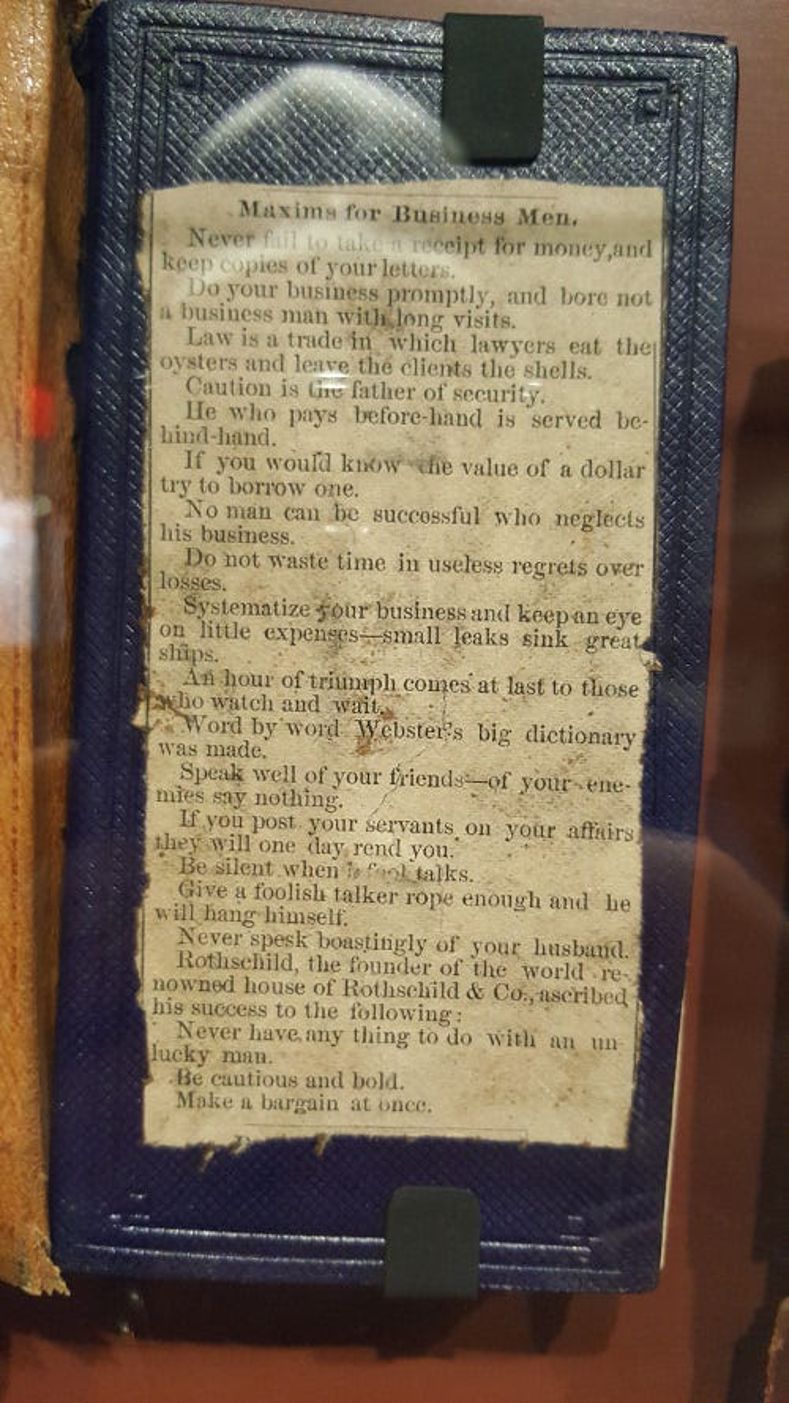 Maxims for Business Men.
Never fail to take a receipt for money,and
keep copies of your letters.
Do your business promptly, and bore not
a business man with long visits.
Law is a trade in which lawyers eat the
oysters and leave the clients the shells.
Caution is the father of security.
He who pays before-hand is served be-
hind-hand.
If you would know the value of a dollar
try to borrow one.
No man can be successful who neglects
his business.
Do not waste time in useless regrets over
losses.
Systematize your business and keep an eye
on little expenses—small leaks sink great
ships.
An hour of triumph comes at last to those
who watch and wait.
Word by word Webster's big dictionary
was made.
Speak well of your friends—of your ene-
mies say nothing.
If you post your servants on your affairs
they will one day rend you.
Be silent when a fool talks.
Give a foolish talker rope enough and he
will hang himself.
Never spesk boastingly of your husband.
Rothschild, the founder of the world re-
nowned house of Rothschild & Co., ascribed
his success to the following:
Never have any thing to do with an un
lucky man.
Be cautious and bold.
Make a bargain at once.